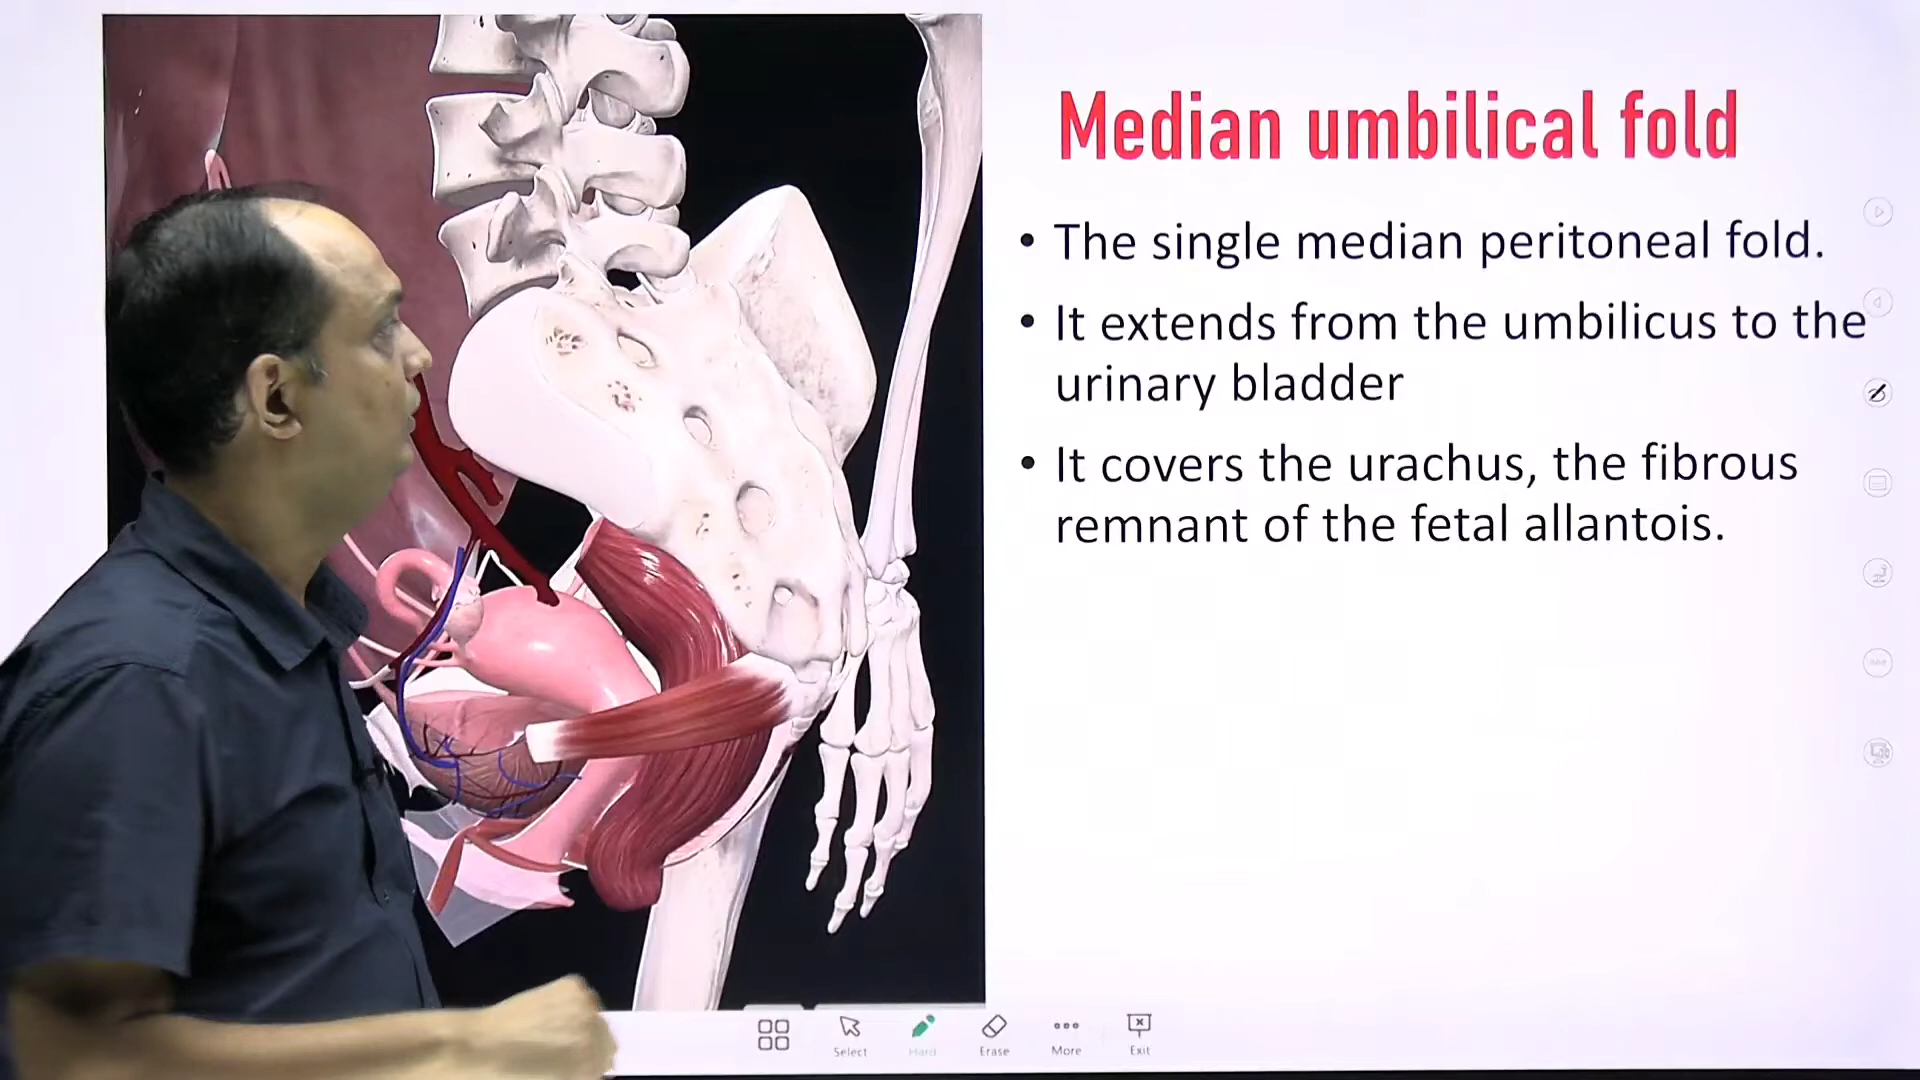 Median umbilical fold
• The single median peritoneal fold.
• It extends from the umbilicus to the
urinary bladder
• It covers the urachus, the fibrous
remnant of the fetal allantois.
Select
Hard
Erase
More
Exit